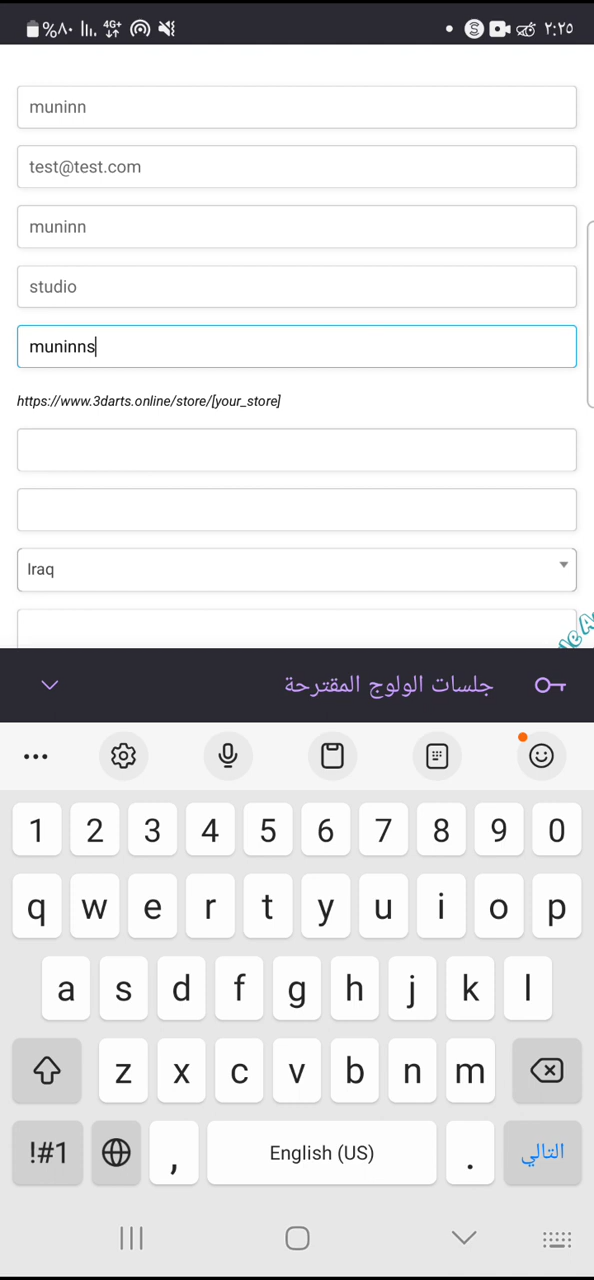 %٨٠ 4G+ S ٢:٢٥
muninn
test@test.com
muninn
studio
muninns
https://www.3darts.online/store/[your_store]
Iraq
جلسات الولوج المقترحة
1 2 3 4 5 6 7 8 9 0
q w e r t y u i o p
a s d f g h j k l
z x c v b n m
!#1 , English (US) . التالي